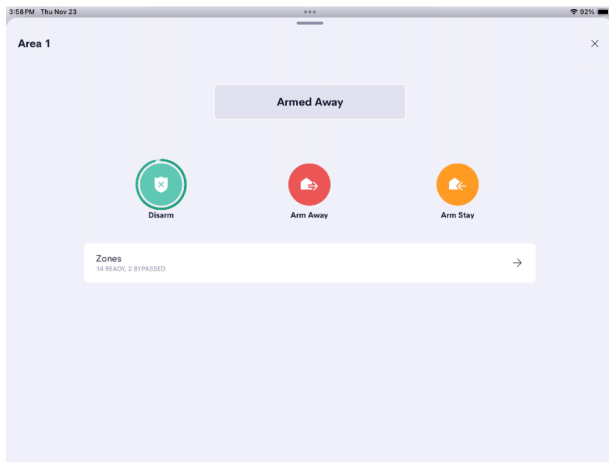 3:58 PM Thu Nov 23
92%
Area 1
Armed Away
Disarm
Arm Away
Arm Stay
Zones
14 READY, 2 BYPASSED